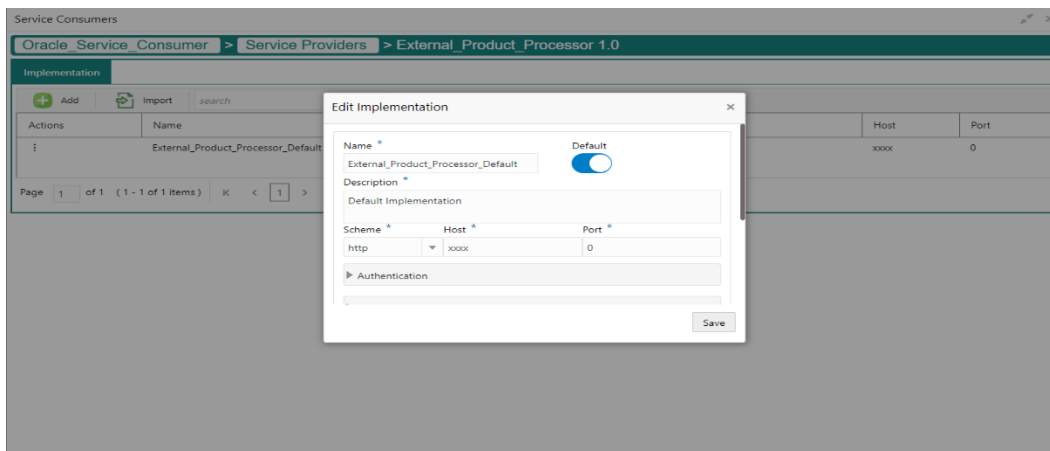 Service Consumers
Oracle_Service_Consumer > Service Providers > External_Product_Processor 1.0
Implementation
Add Import search
Actions Name Host Port
External_Product_Processor_Default xxxx 0
Page 1 of 1 (1 - 1 of 1 items) K < 1 >
Edit Implementation ×
Name * Default
External_Product_Processor_Default
Description *
Default Implementation
Scheme * Host * Port *
http xxxx 0
Authentication
Save